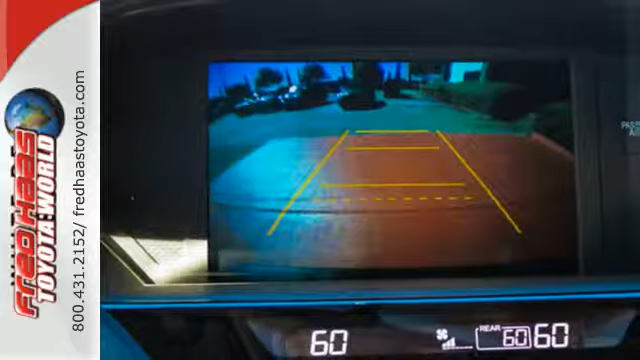 FRED HAAS
TOYOTA WORLD
800.431.2152/ fredhaastoyota.com
60
REAR 60 60